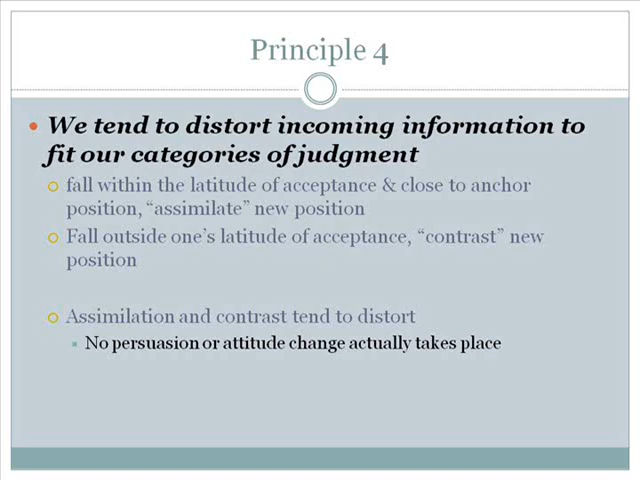 Principle 4
We tend to distort incoming information to
fit our categories of judgment
fall within the latitude of acceptance & close to anchor
position, “assimilate” new position
Fall outside one’s latitude of acceptance, “contrast” new
position
Assimilation and contrast tend to distort
No persuasion or attitude change actually takes place